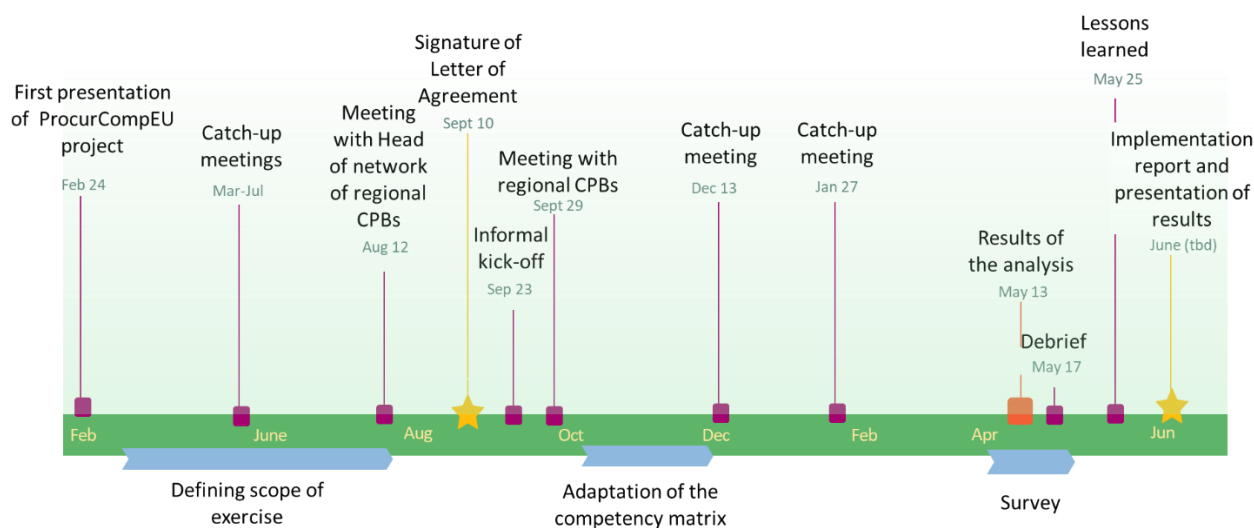 First presentation
of ProcurCompEU
project
Feb 24
Catch-up
meetings
Mar-Jul
Meeting
with Head
of network
of regional
CPBs
Aug 12
Signature of
Letter of
Agreement
Sept 10
Informal
kick-off
Sep 23
Meeting with
regional CPBs
Sept 29
Catch-up
meeting
Dec 13
Catch-up
meeting
Jan 27
Results of
the analysis
May 13
Debrief
May 17
Lessons
learned
May 25
Implementation
report and
presentation of
results
June (tbd)
Feb
June
Aug
Oct
Dec
Feb
Apr
Jun
Defining scope of
exercise
Adaptation of the
competency matrix
Survey